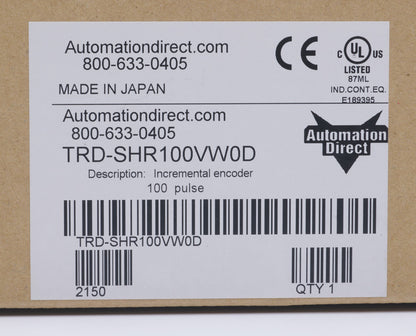 Automationdirect.com
800-633-0405
C UL US
LISTED
87ML
IND.CONT.EQ.
E189395
CE
MADE IN JAPAN
Automationdirect.com
800-633-0405
Automation
Direct
TRD-SHR100VW0D
Description: Incremental encoder
100 pulse
TRD-SHR100VW0D
2150
QTY 1